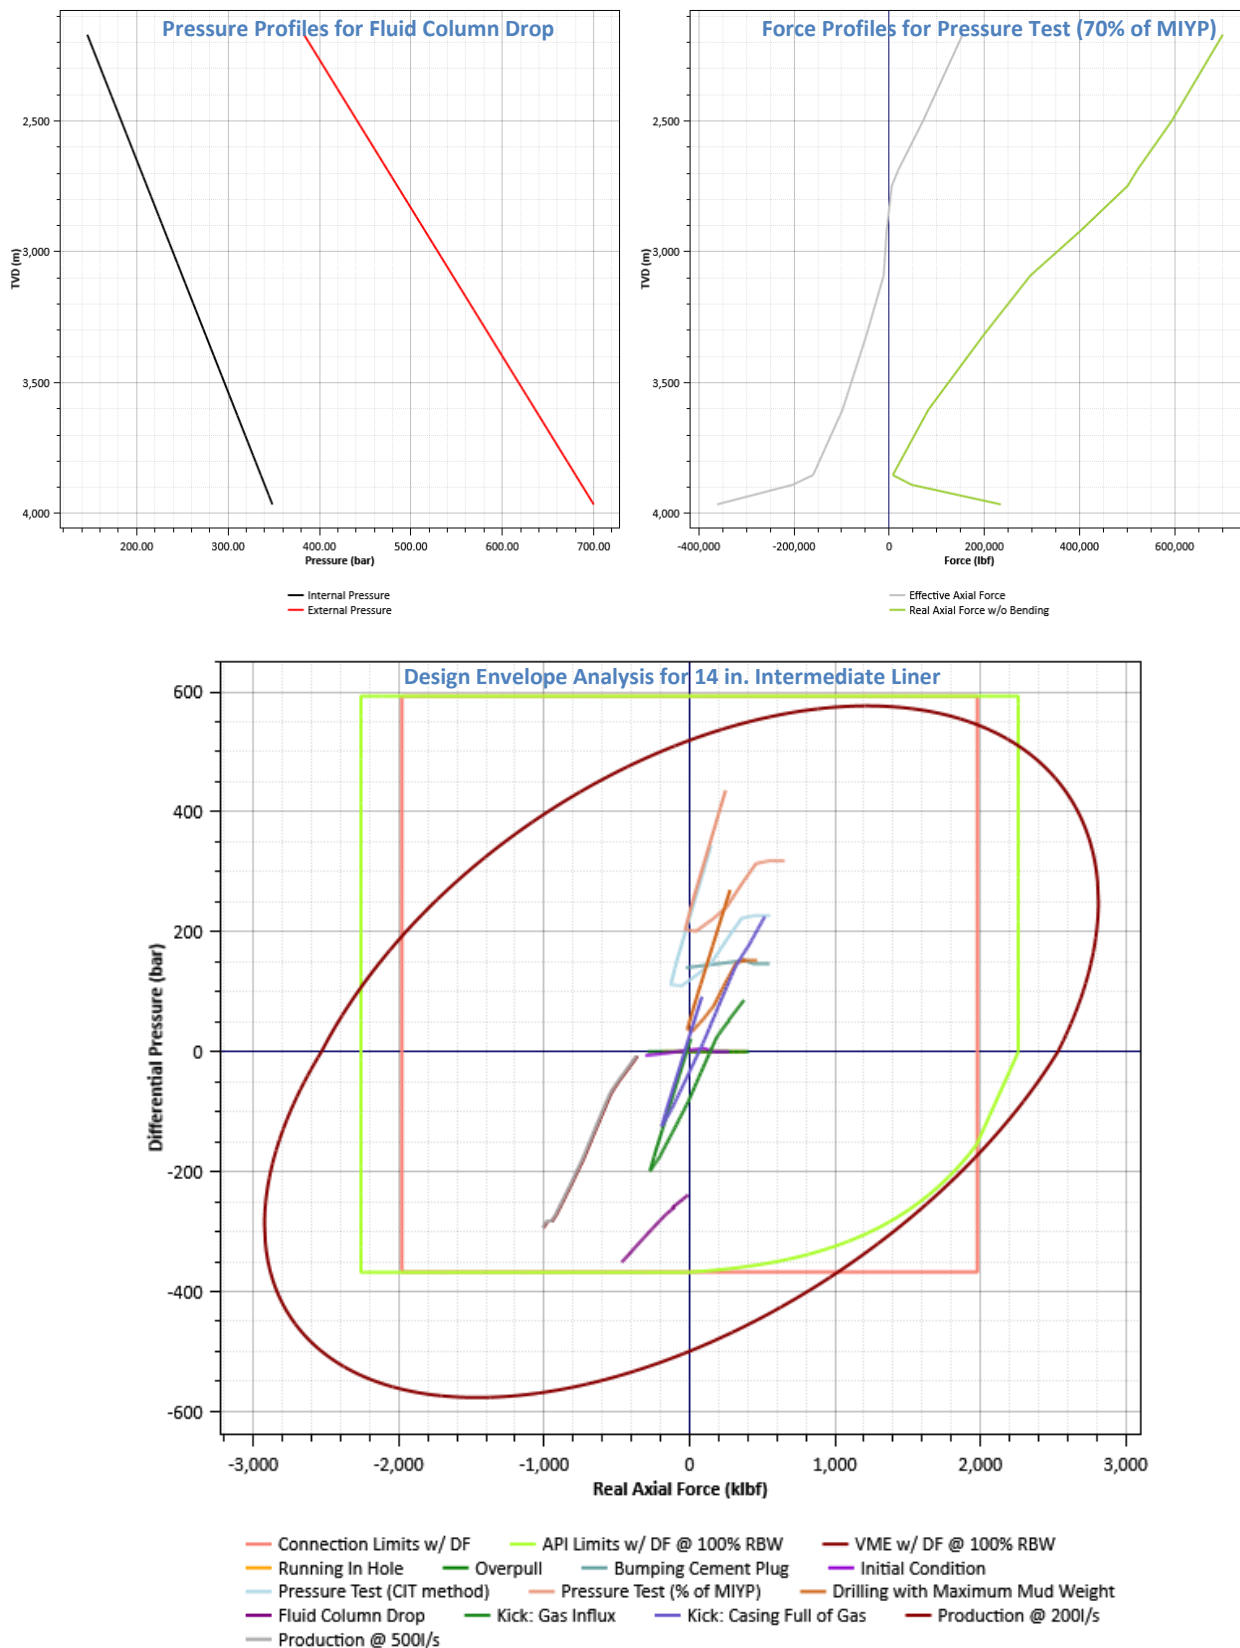 Pressure Profiles for Fluid Column Drop
TVD (m)
2,500
3,000
3,500
4,000
200.00 300.00 400.00 500.00 600.00 700.00
Pressure (bar)
Internal Pressure
External Pressure
Force Profiles for Pressure Test (70% of MIYP)
TVD (m)
2,500
3,000
3,500
4,000
-400,000 -200,000 0 200,000 400,000 600,000
Force (lbf)
Effective Axial Force
Real Axial Force w/o Bending
Design Envelope Analysis for 14 in. Intermediate Liner
Differential Pressure (bar)
600
400
200
0
-200
-400
-600
-3,000 -2,000 -1,000 0 1,000 2,000 3,000
Real Axial Force (klbf)
Connection Limits w/ DF API Limits w/ DF @ 100% RBW VME w/ DF @ 100% RBW
Running In Hole Overpull Bumping Cement Plug Initial Condition
Pressure Test (CIT method) Pressure Test (% of MIYP) Drilling with Maximum Mud Weight
Fluid Column Drop Kick: Gas Influx Kick: Casing Full of Gas Production @ 200l/s
Production @ 500l/s